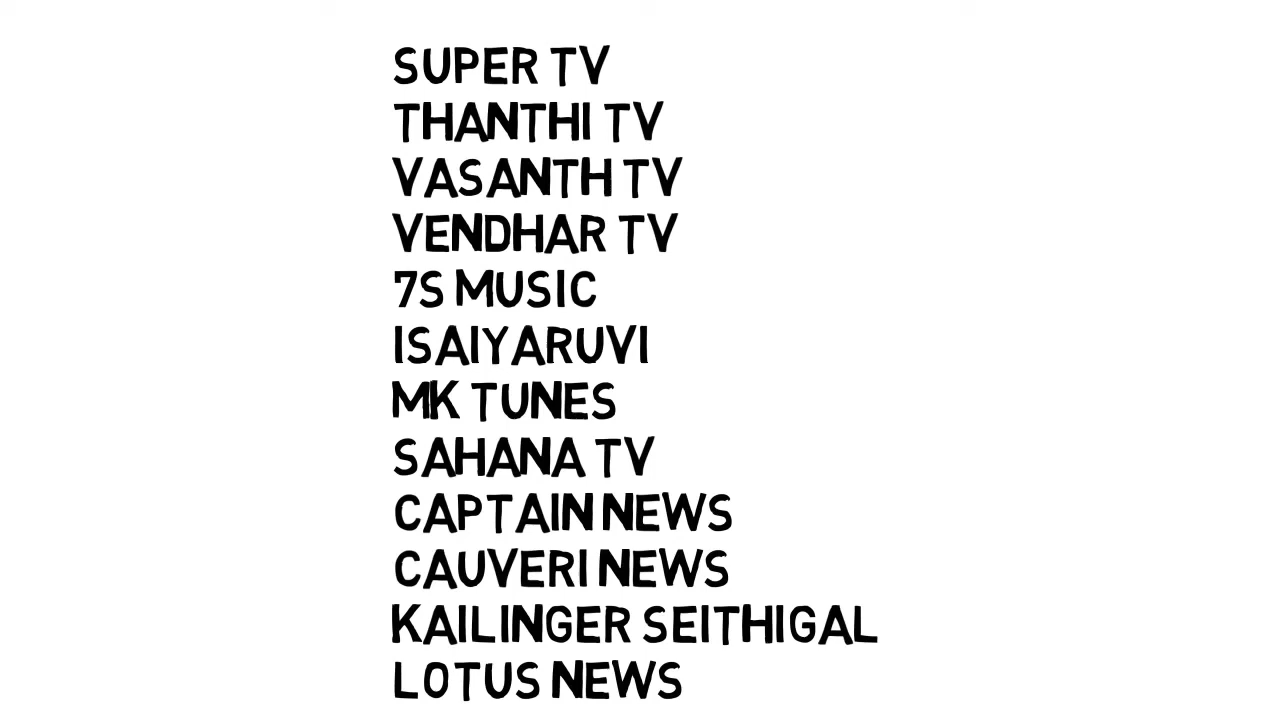 SUPER TV
THANTHI TV
VASANTH TV
VENDHAR TV
7S MUSIC
ISAIYARUVI
MK TUNES
SAHANA TV
CAPTAIN NEWS
CAUVERI NEWS
KAILINGER SEITHIGAL
LOTUS NEWS